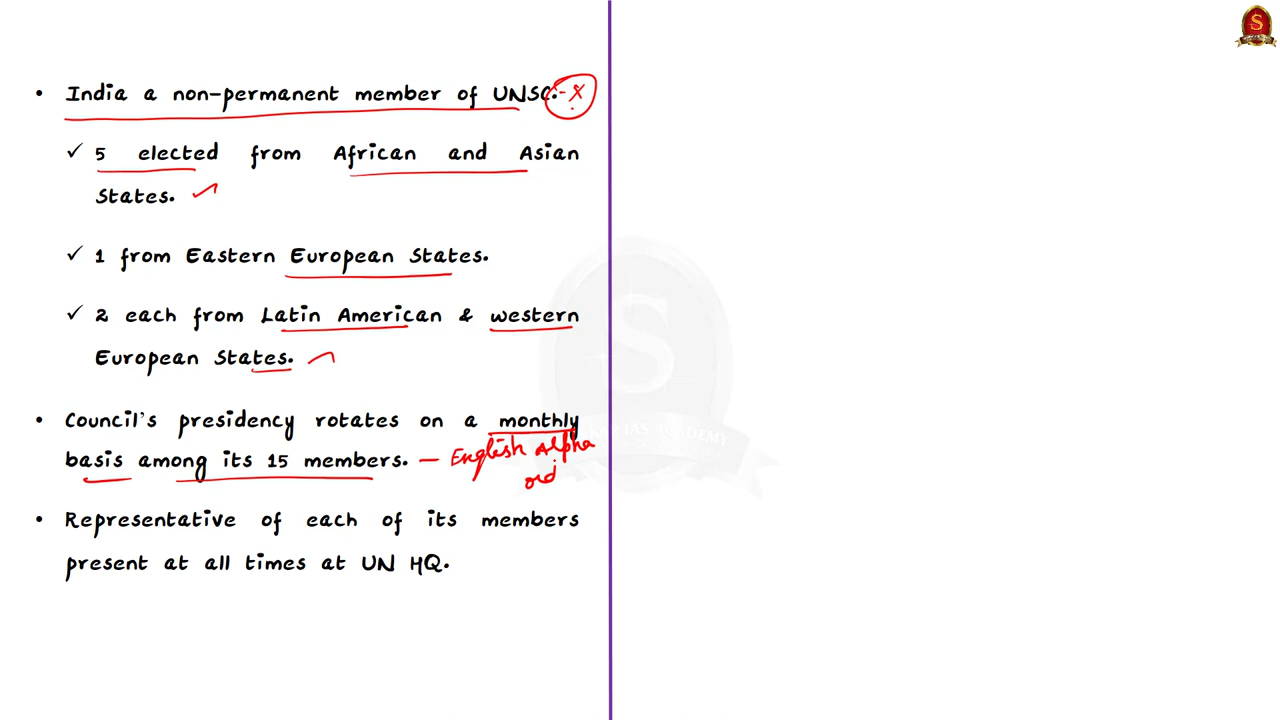 • India a non-permanent member of UNSC. - X
✓ 5 elected from African and Asian
States.
✓ 1 from Eastern European States.
✓ 2 each from Latin American & western
European States.
• Council's presidency rotates on a monthly
basis among its 15 members. – English Alpha
ord
• Representative of each of its members
present at all times at UN HQ.
S
S
IAS ACADEMY